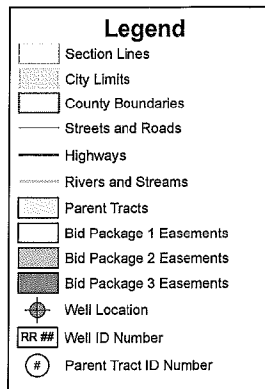 Legend
Section Lines
City Limits
County Boundaries
Streets and Roads
Highways
Rivers and Streams
Parent Tracts
Bid Package 1 Easements
Bid Package 2 Easements
Bid Package 3 Easements
Well Location
RR ## Well ID Number
# Parent Tract ID Number